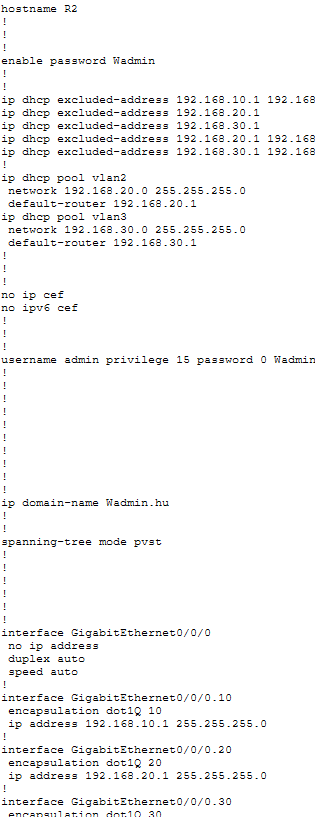 hostname R2
!
!
!
enable password Wadmin
!
!
ip dhcp excluded-address 192.168.10.1 192.168
ip dhcp excluded-address 192.168.20.1
ip dhcp excluded-address 192.168.30.1
ip dhcp excluded-address 192.168.20.1 192.168
ip dhcp excluded-address 192.168.30.1 192.168
!
ip dhcp pool vlan2
 network 192.168.20.0 255.255.255.0
 default-router 192.168.20.1
ip dhcp pool vlan3
 network 192.168.30.0 255.255.255.0
 default-router 192.168.30.1
!
!
!
no ip cef
no ipv6 cef
!
!
!
username admin privilege 15 password 0 Wadmin
!
!
!
!
!
!
!
!
!
!
ip domain-name Wadmin.hu
!
!
spanning-tree mode pvst
!
!
!
!
!
!
interface GigabitEthernet0/0/0
 no ip address
 duplex auto
 speed auto
!
interface GigabitEthernet0/0/0.10
 encapsulation dot1Q 10
 ip address 192.168.10.1 255.255.255.0
!
interface GigabitEthernet0/0/0.20
 encapsulation dot1Q 20
 ip address 192.168.20.1 255.255.255.0
!
interface GigabitEthernet0/0/0.30
 encapsulation dot1Q 30